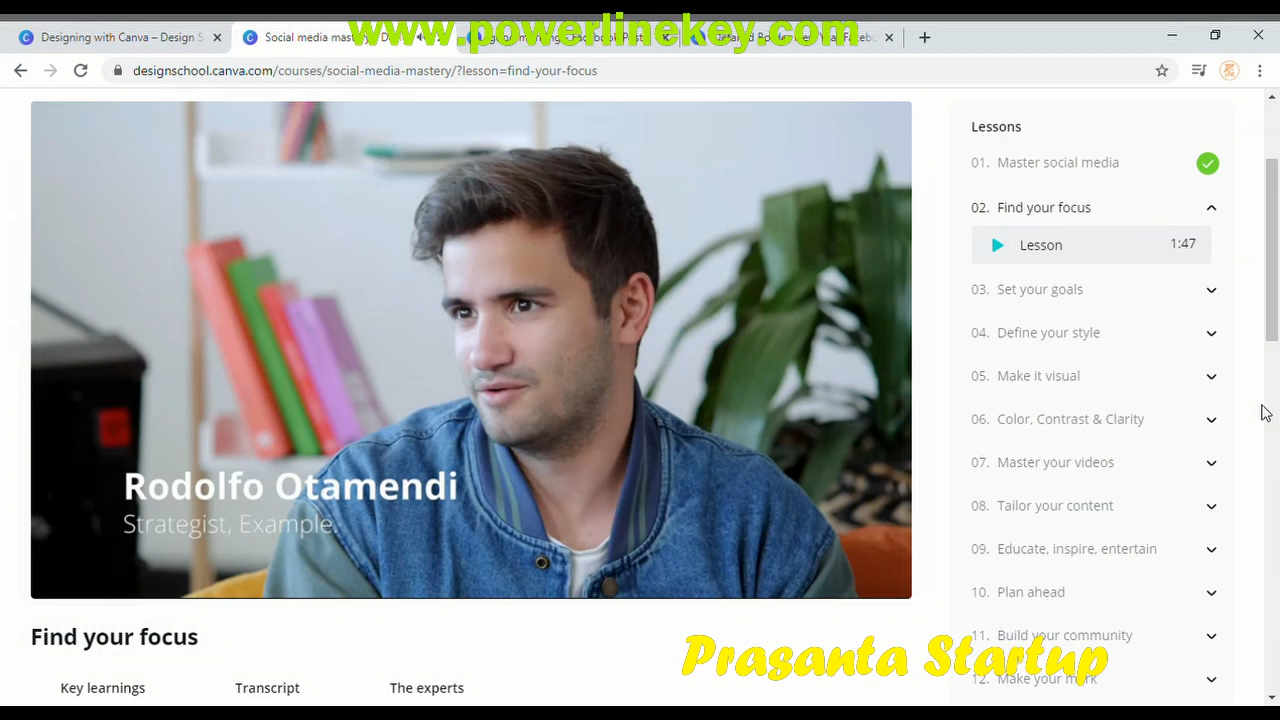 www.powerlinekey.com
Designing with Canva – Design S
Social media mas
designschool.canva.com/courses/social-media-mastery/?lesson=find-your-focus
Rodolfo Otamendi
Strategist, Example.
Find your focus
Key learnings
Transcript
The experts
Lessons
01. Master social media
02. Find your focus
Lesson 1:47
03. Set your goals
04. Define your style
05. Make it visual
06. Color, Contrast & Clarity
07. Master your videos
08. Tailor your content
09. Educate, inspire, entertain
10. Plan ahead
11. Build your community
12. Make your mark
Prasanta Startup